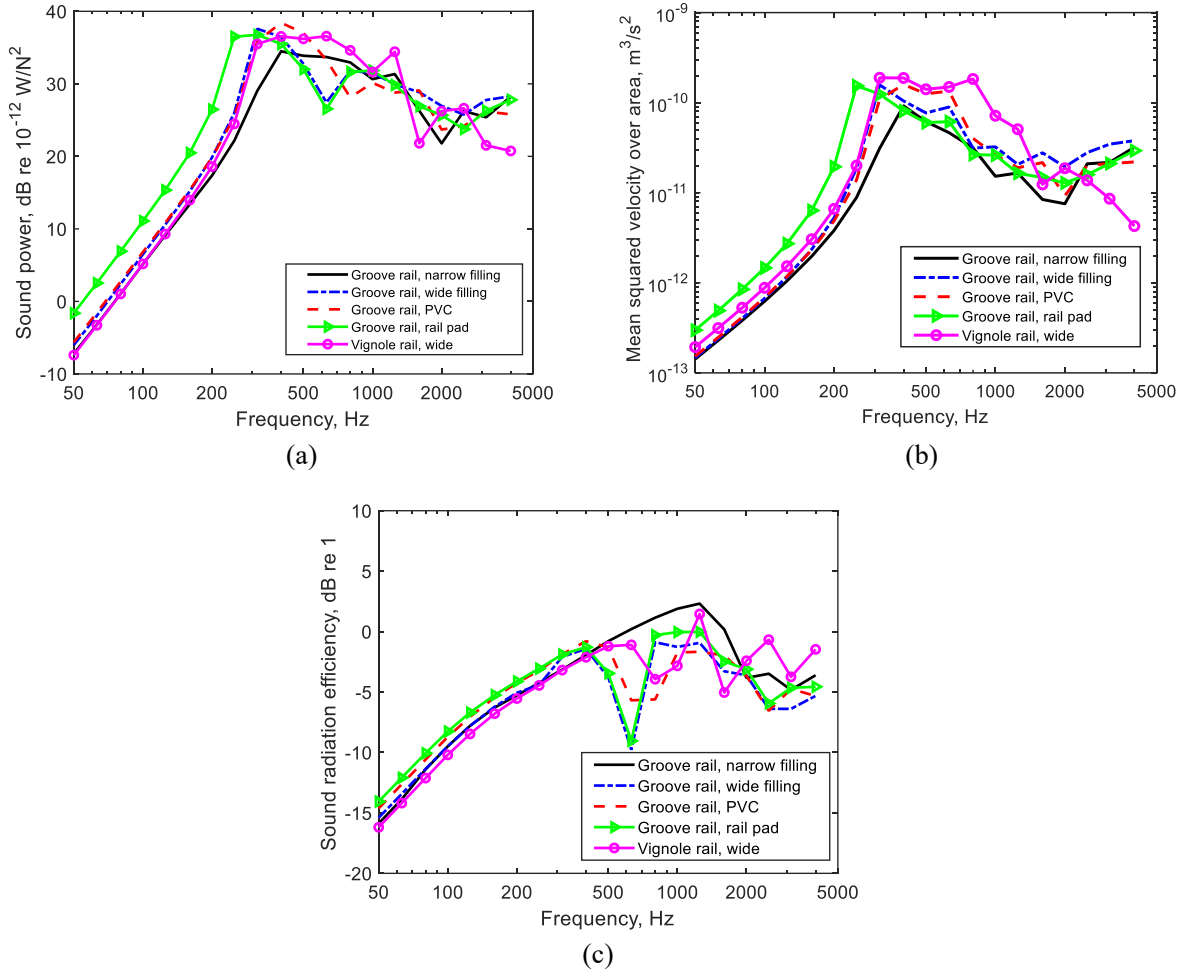 40
30
20
10
0
-10
Sound power, dB re 10⁻¹² W/N²
50 100 200 500 1000 2000 5000
Frequency, Hz
Groove rail, narrow filling
Groove rail, wide filling
Groove rail, PVC
Groove rail, rail pad
Vignole rail, wide
(a)
10⁻⁹
10⁻¹⁰
10⁻¹¹
10⁻¹²
10⁻¹³
Mean squared velocity over area, m³/s²
50 100 200 500 1000 2000 5000
Frequency, Hz
Groove rail, narrow filling
Groove rail, wide filling
Groove rail, PVC
Groove rail, rail pad
Vignole rail, wide
(b)
10
5
0
-5
-10
-15
-20
Sound radiation efficiency, dB re 1
50 100 200 500 1000 2000 5000
Frequency, Hz
Groove rail, narrow filling
Groove rail, wide filling
Groove rail, PVC
Groove rail, rail pad
Vignole rail, wide
(c)